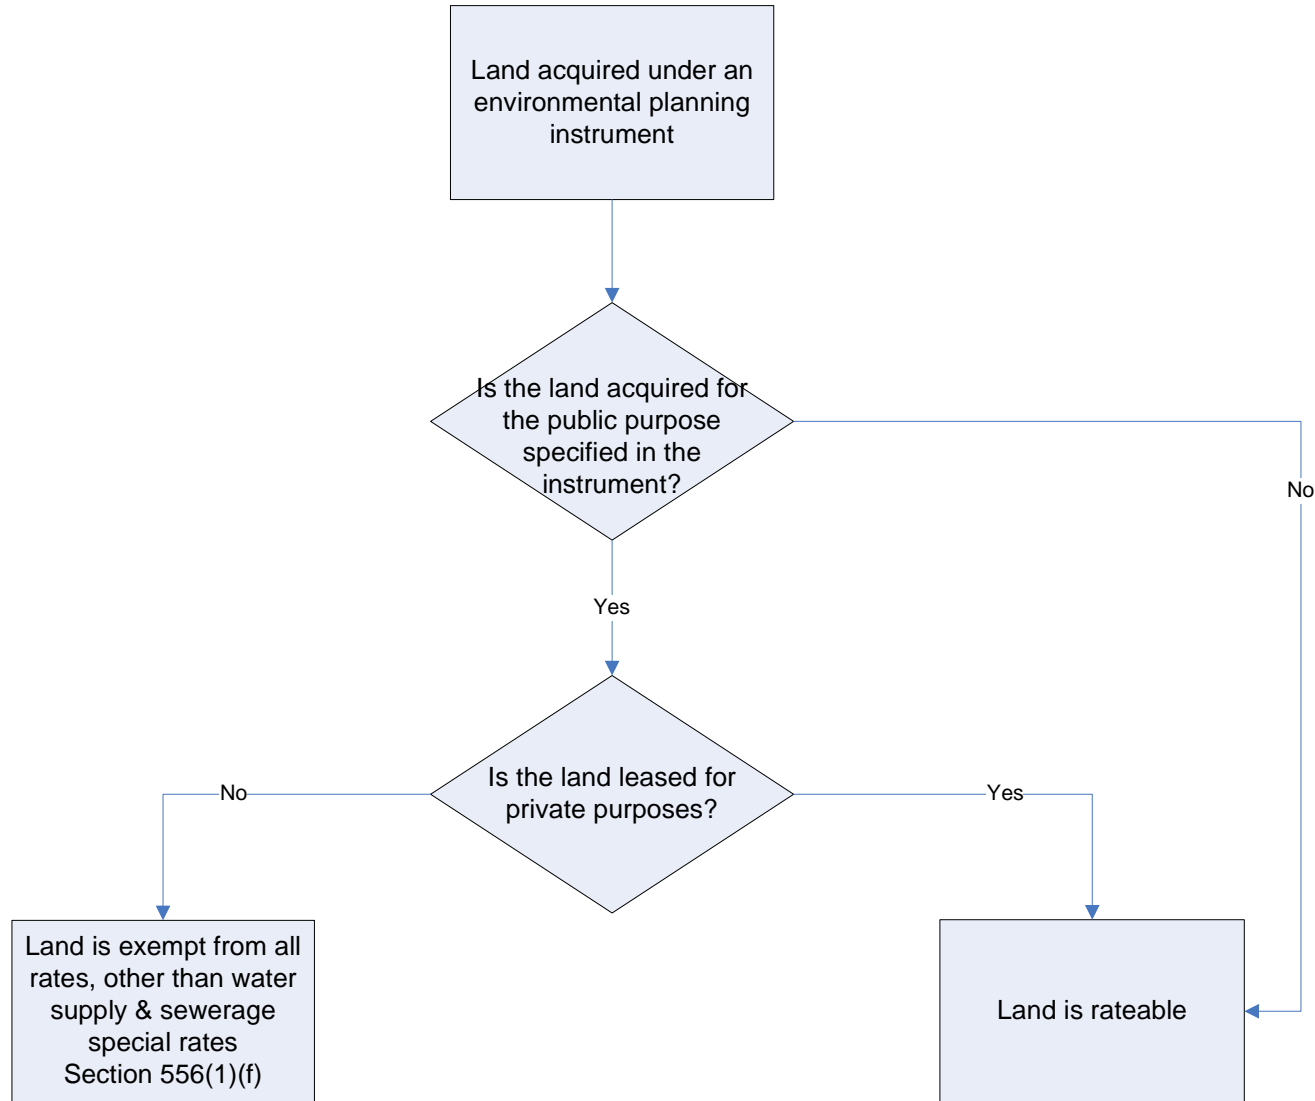 Land acquired under an
environmental planning
instrument
Is the land acquired for
the public purpose
specified in the
instrument?
No
Yes
Is the land leased for
private purposes?
No
Yes
Land is exempt from all
rates, other than water
supply & sewerage
special rates
Section 556(1)(f)
Land is rateable